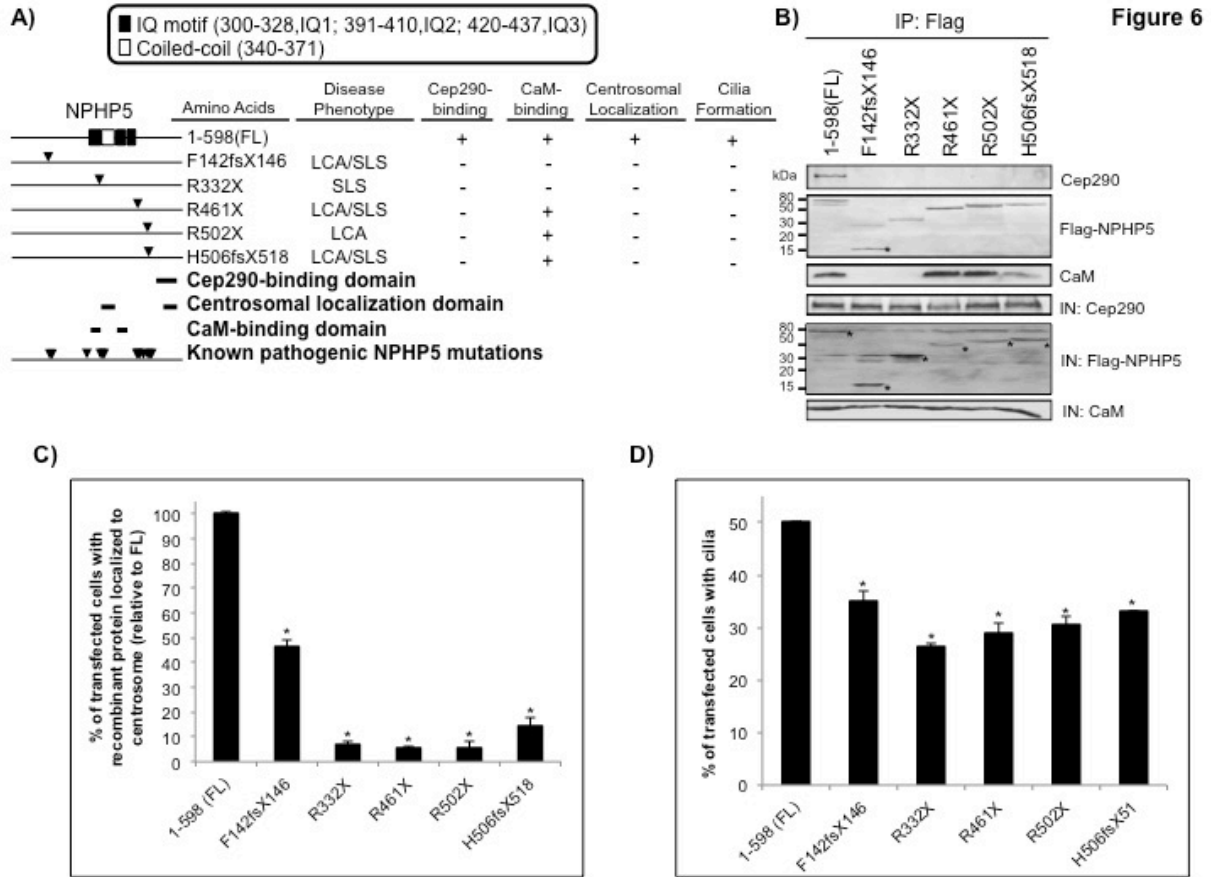 A)
IQ motif (300-328,IQ1; 391-410,IQ2; 420-437,IQ3)
Coiled-coil (340-371)
NPHP5
Amino Acids
Disease Phenotype
Cep290-binding
CaM-binding
Centrosomal Localization
Cilia Formation
1-598(FL) + + + +
F142fsX146 LCA/SLS - - - -
R332X SLS - - - -
R461X LCA/SLS - + - -
R502X LCA - + - -
H506fsX518 LCA/SLS - + - -
Cep290-binding domain
Centrosomal localization domain
CaM-binding domain
Known pathogenic NPHP5 mutations
B)
Figure 6
IP: Flag
1-598(FL)
F142fsX146
R332X
R461X
R502X
H506fsX518
kDa
Cep290
80
50
30
20
15
*
Flag-NPHP5
CaM
IN: Cep290
80
50
30
20
15
* * * * * *
IN: Flag-NPHP5
IN: CaM
C)
% of transfected cells with
recombinant protein localized to
centrosome (relative to FL)
100
90
80
70
60
50
40
30
20
10
0
* * * * *
1-598 (FL)
F142fsX146
R332X
R461X
R502X
H506fsX518
D)
% of transfected cells with cilia
50
40
30
20
10
0
* * * * *
1-598 (FL)
F142fsX146
R332X
R461X
R502X
H506fsX51